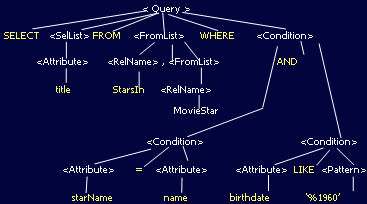 < Query >
SELECT <SelList> FROM <FromList> WHERE <Condition>
<Attribute> <RelName> , <FromList> AND
title StarsIn <RelName>
MovieStar
<Condition> <Condition>
<Attribute> = <Attribute> <Attribute> LIKE <Pattern>
starName name birthdate '%1960'